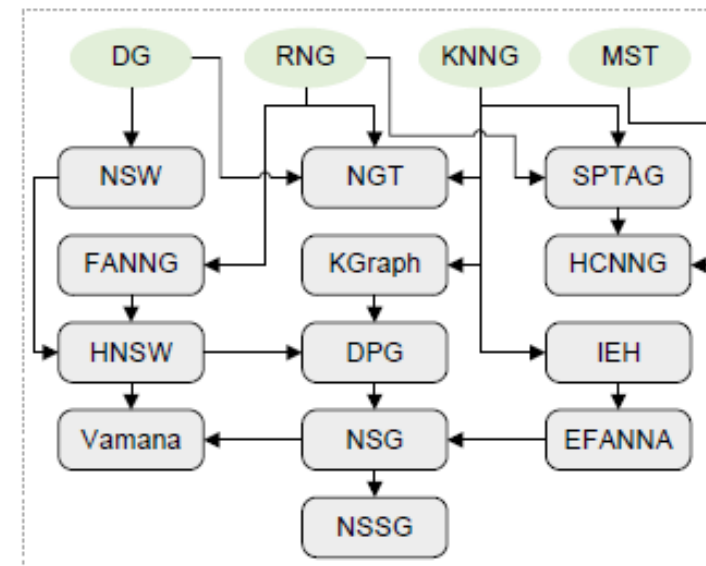 DG RNG KNNG MST
NSW NGT SPTAG
FANNG KGraph HCNNG
HNSW DPG IEH
Vamana NSG EFANNA
NSSG